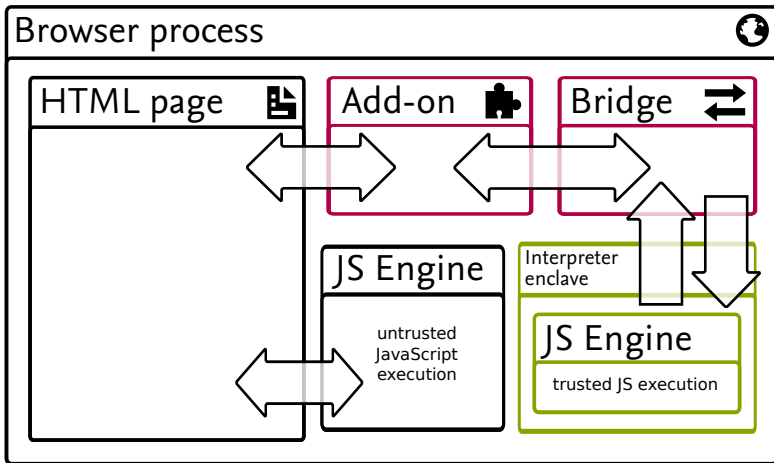 Browser process
HTML page
Add-on
Bridge
JS Engine
untrusted
JavaScript
execution
Interpreter
enclave
JS Engine
trusted JS execution